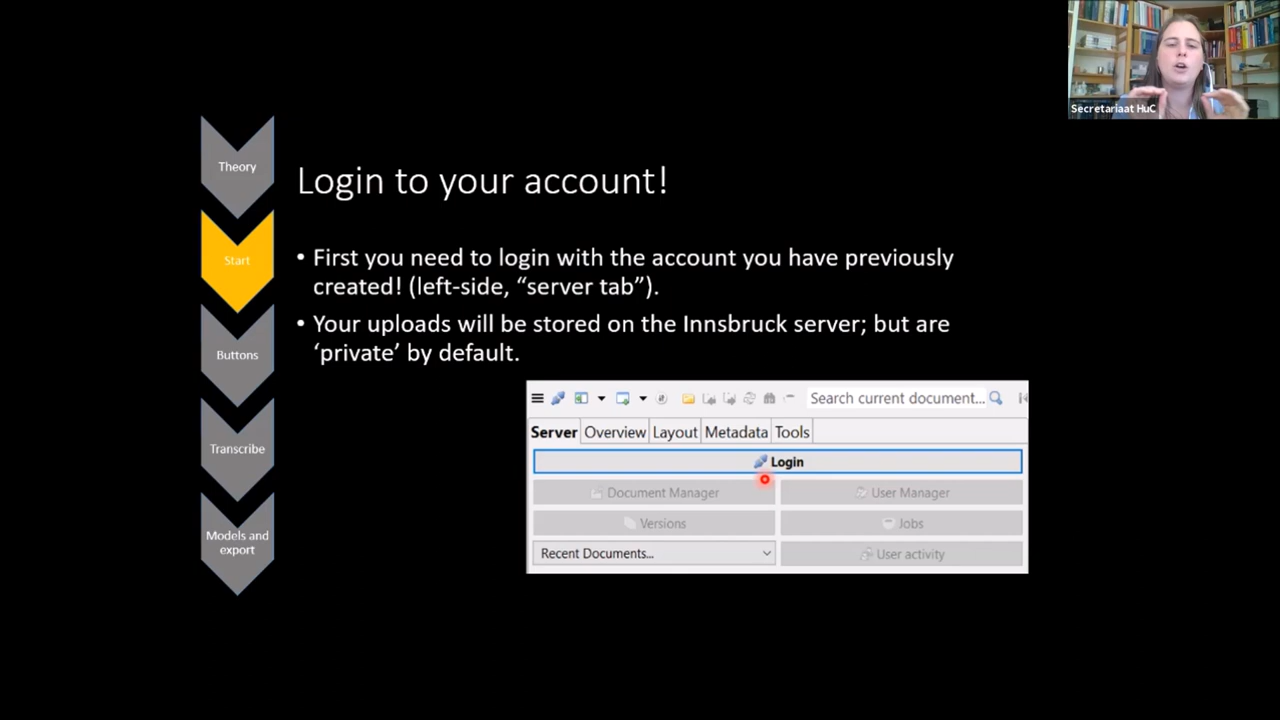 Secretariaat HuC
Theory
Login to your account!
Start
• First you need to login with the account you have previously
created! (left-side, “server tab”).
• Your uploads will be stored on the Innsbruck server; but are
‘private’ by default.
Buttons
Transcribe
Models and
export
Search current document...
Server Overview Layout Metadata Tools
Login
Document Manager User Manager
Versions Jobs
Recent Documents... User activity